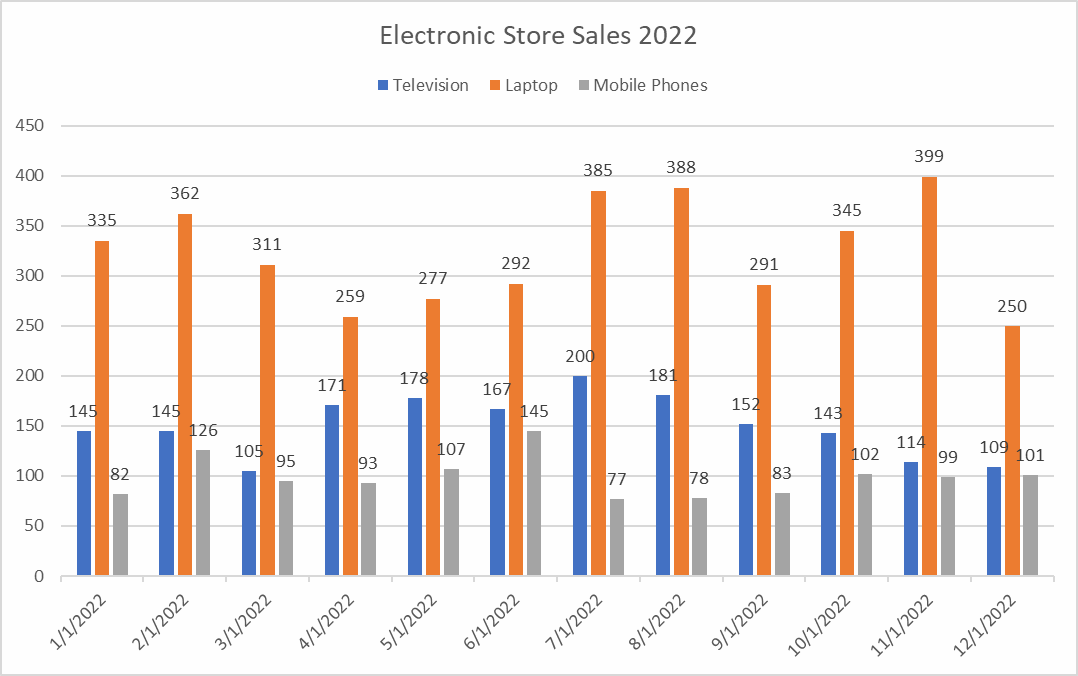 Electronic Store Sales 2022
Television Laptop Mobile Phones
450
400
350
300
250
200
150
100
50
0
145 335 82
145 362 126
105 311 95
171 259 93
178 277 107
167 292 145
200 385 77
181 388 78
152 291 83
143 345 102
114 399 99
109 250 101
1/1/2022
2/1/2022
3/1/2022
4/1/2022
5/1/2022
6/1/2022
7/1/2022
8/1/2022
9/1/2022
10/1/2022
11/1/2022
12/1/2022